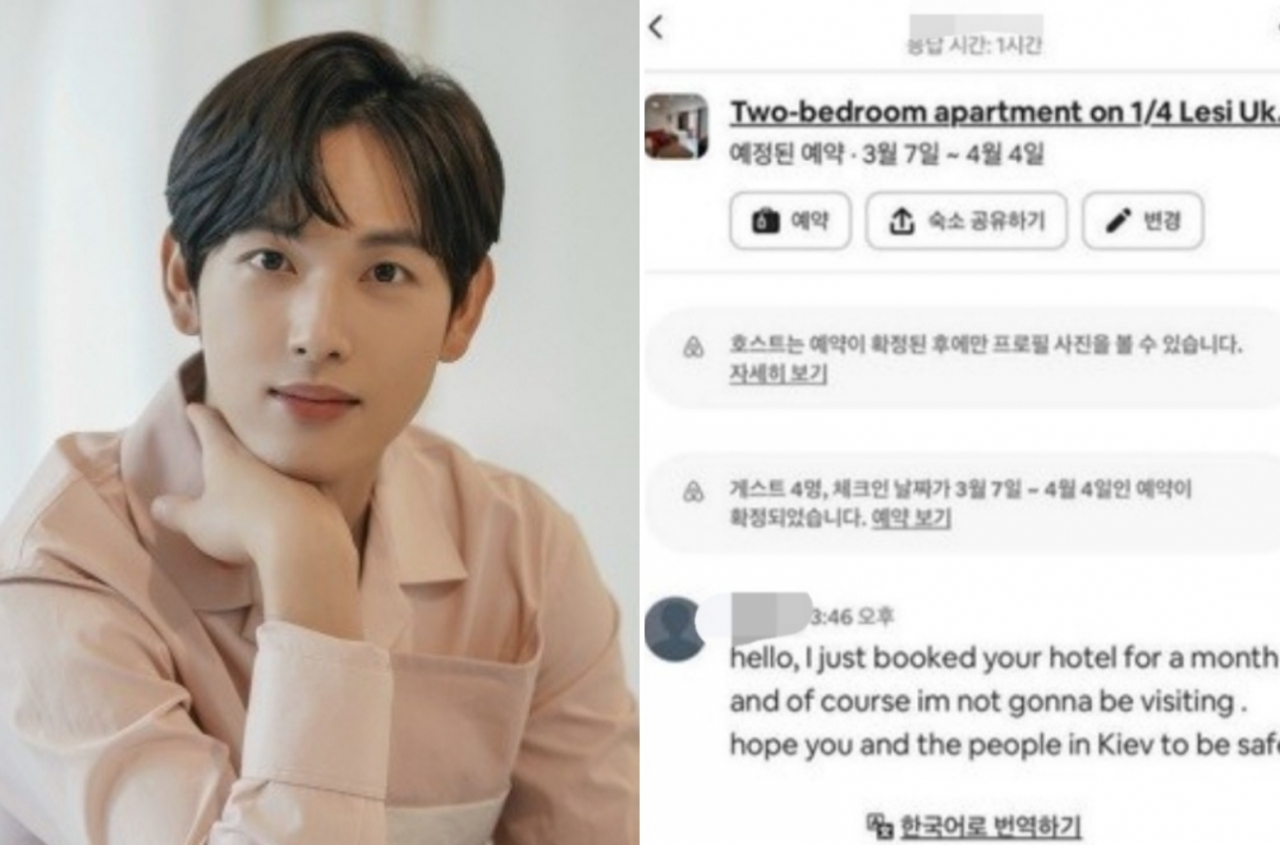 응답 시간: 1시간
Two-bedroom apartment on 1/4 Lesi Uk.
예정된 예약 · 3월 7일 ~ 4월 4일
예약 숙소 공유하기 변경
호스트는 예약이 확정된 후에만 프로필 사진을 볼 수 있습니다.
자세히 보기
게스트 4명, 체크인 날짜가 3월 7일 ~ 4월 4일인 예약이
확정되었습니다. 예약 보기
3:46 오후
hello, I just booked your hotel for a month
and of course im not gonna be visiting .
hope you and the people in Kiev to be safe
한국어로 번역하기